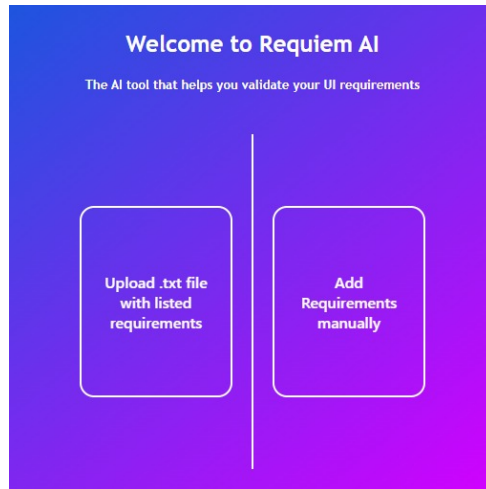 Welcome to Requiem AI
The AI tool that helps you validate your UI requirements
Upload .txt file
with listed
requirements
Add
Requirements
manually